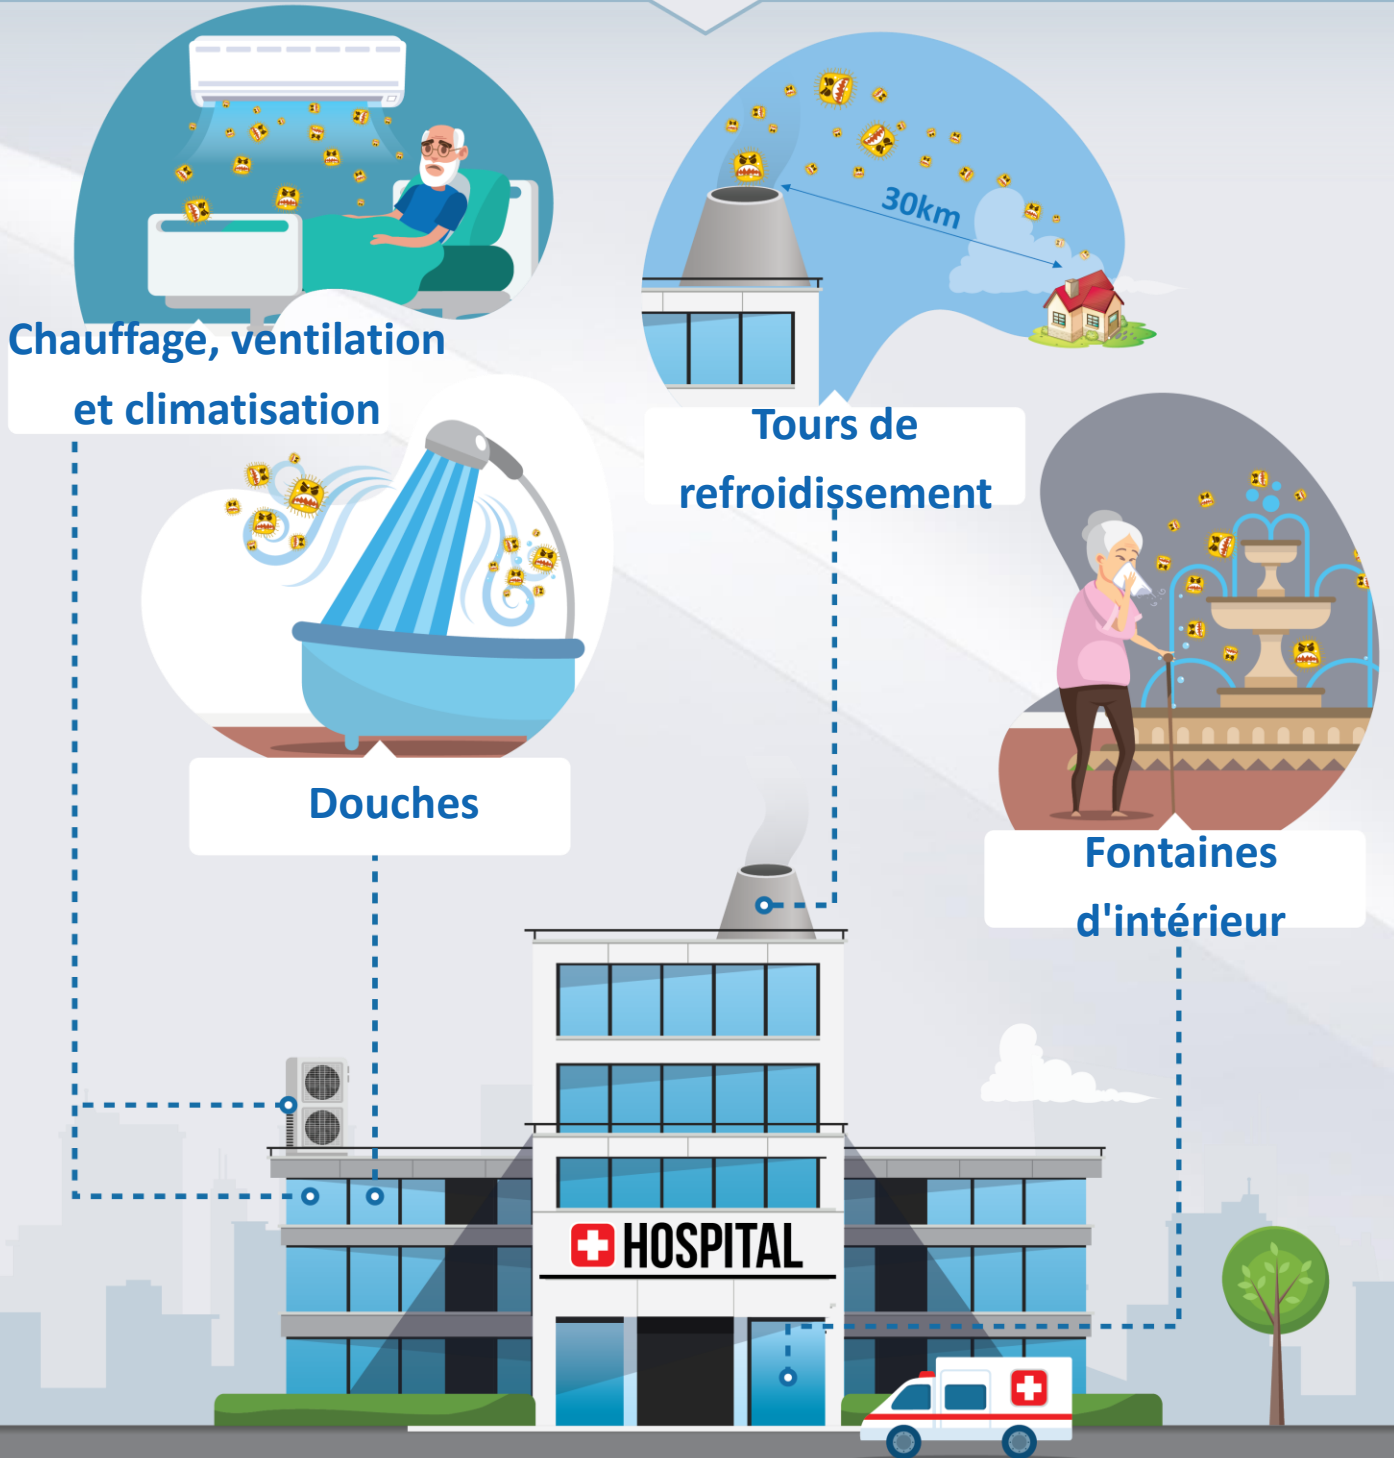 30km
Chauffage, ventilation
et climatisation
Tours de
refroidissement
Douches
Fontaines
d'intérieur
HOSPITAL